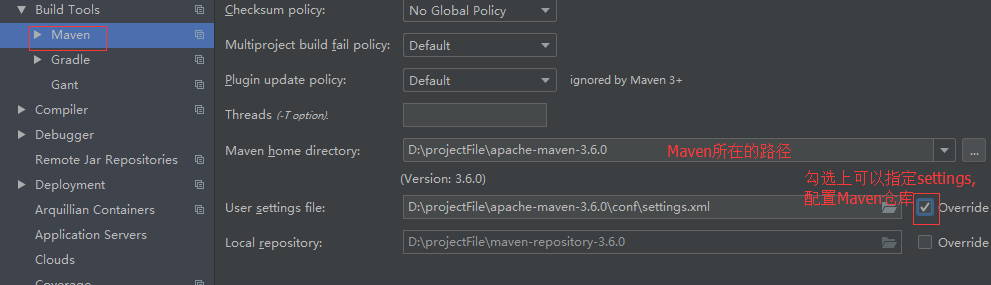 Build Tools
Maven
Gradle
Gant
Compiler
Debugger
Remote Jar Repositories
Deployment
Arquillian Containers
Application Servers
Clouds
Coverage
Checksum policy: No Global Policy
Multiproject build fail policy: Default
Plugin update policy: Default ignored by Maven 3+
Threads (-T option).
Maven home directory: D:\projectFile\apache-maven-3.6.0 Maven所在的路径 ...
(Version: 3.6.0)
勾选上可以指定settings,
配置Maven仓库
User settings file: D:\projectFile\apache-maven-3.6.0\conf\settings.xml Override
Local repository: D:\projectFile\maven-repository-3.6.0 Override